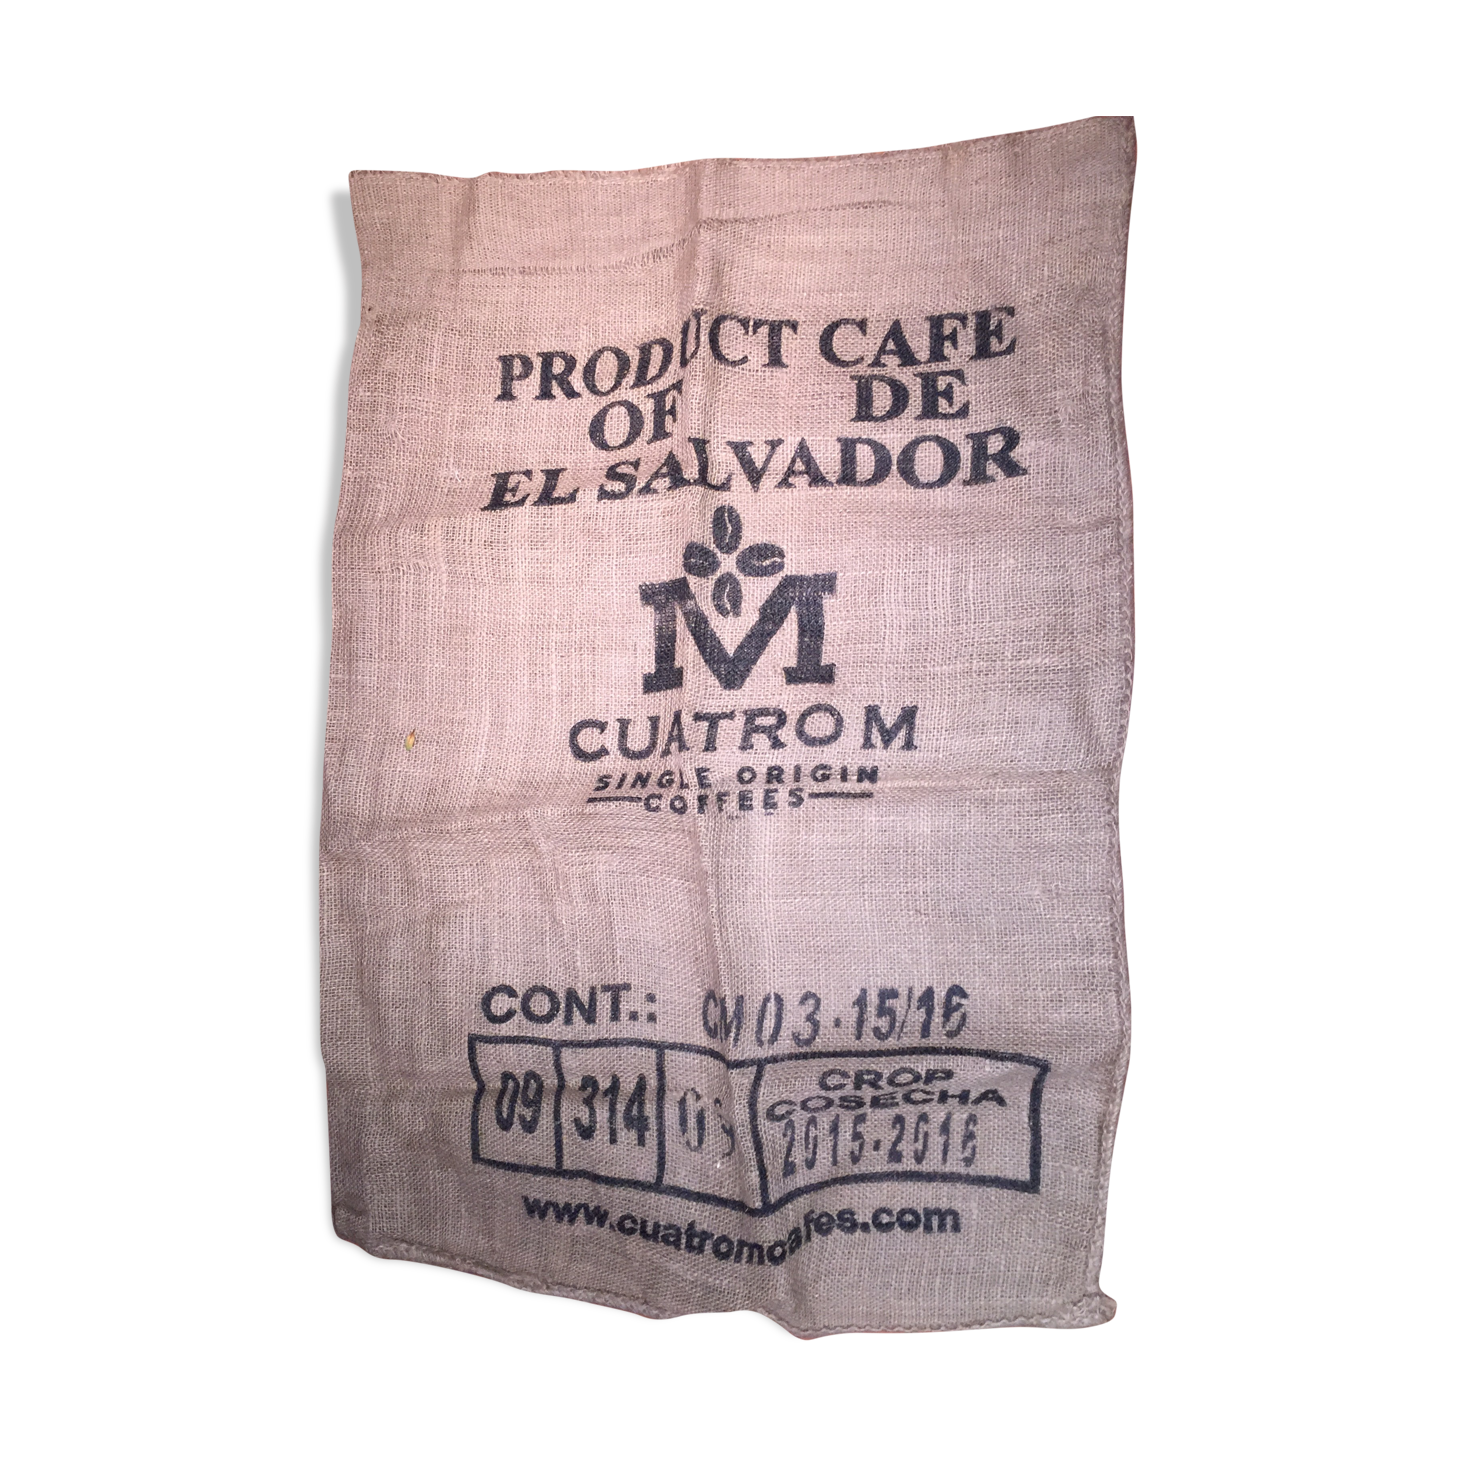 PRODUCT CAFE
OF DE
EL SALVADOR
M
CUATRO M
SINGLE ORIGIN
COFFEES
CONT.: CM 03.15/16
09 314 03 CROP
COSECHA
2015.2016
www.cuatromcafes.com